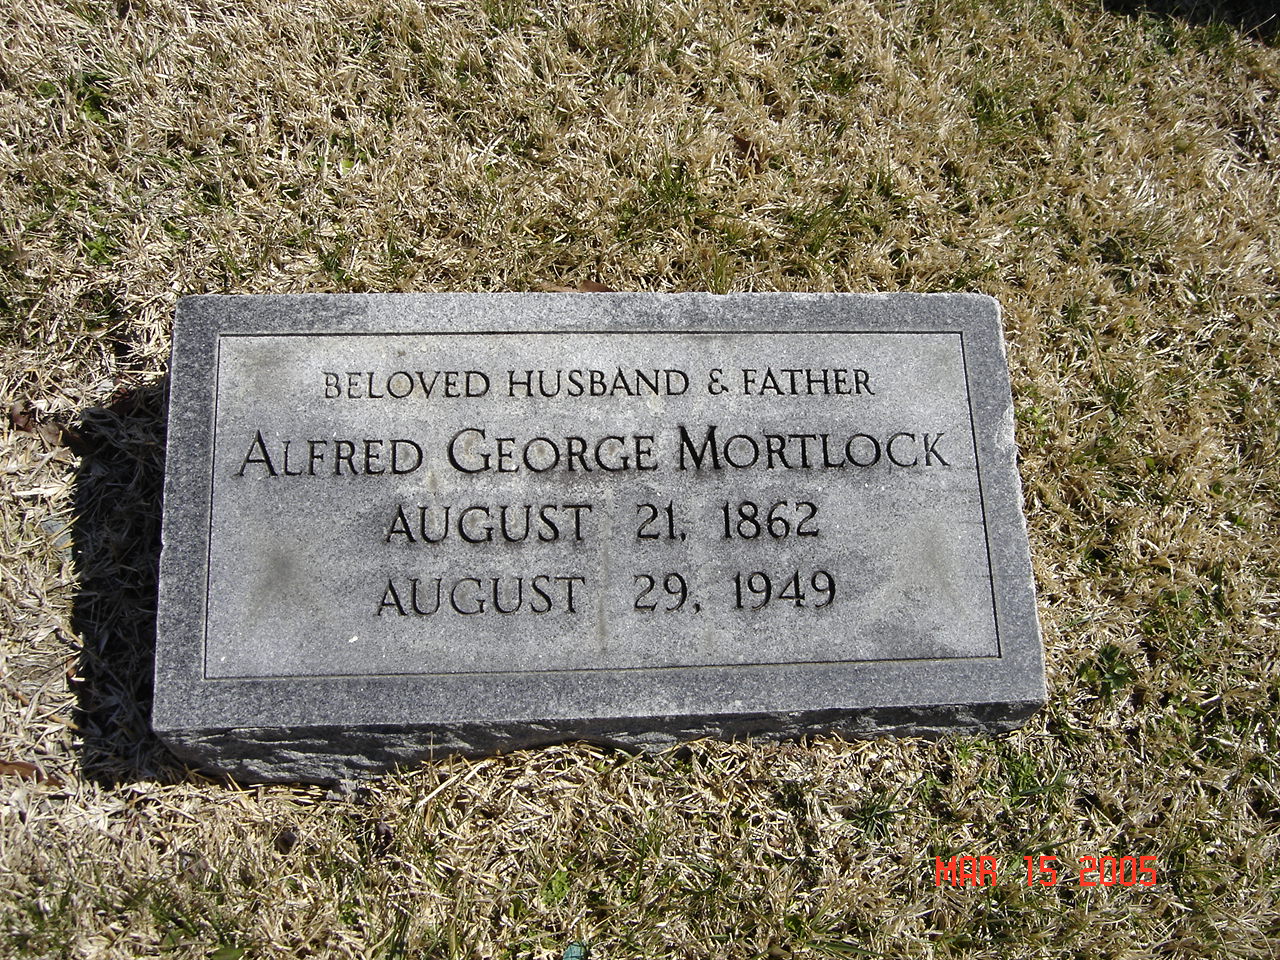 BELOVED HUSBAND & FATHER
ALFRED GEORGE MORTLOCK
AUGUST 21, 1862
AUGUST 29, 1949
MAR 15 2005